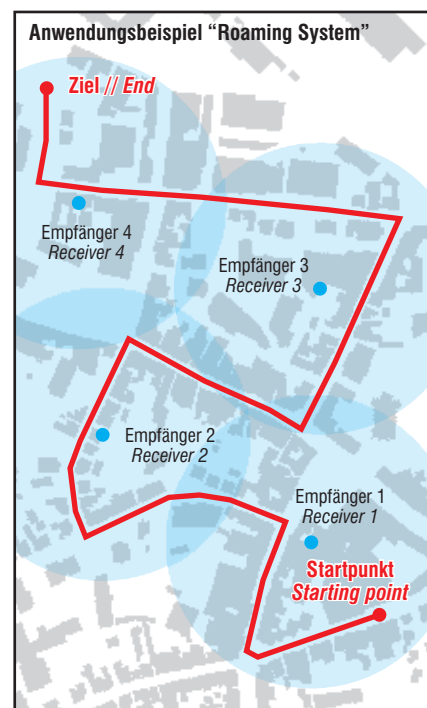 Anwendungsbeispiel “Roaming System”
Ziel // End
Empfänger 4
Receiver 4
Empfänger 3
Receiver 3
Empfänger 2
Receiver 2
Empfänger 1
Receiver 1
Startpunkt
Starting point